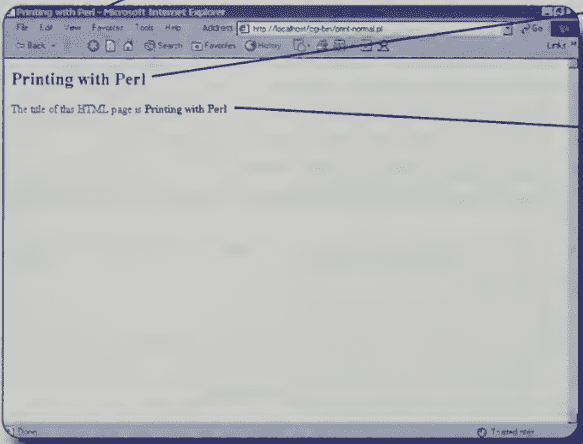 Printing with Perl - Microsoft Internet Explorer
File Edit View Favorites Tools Help Address http://localhost/cgi-bin/print-normal.pl Go
Back Search Favorites History Links »
Printing with Perl
The title of this HTML page is Printing with Perl
Done Trusted sites